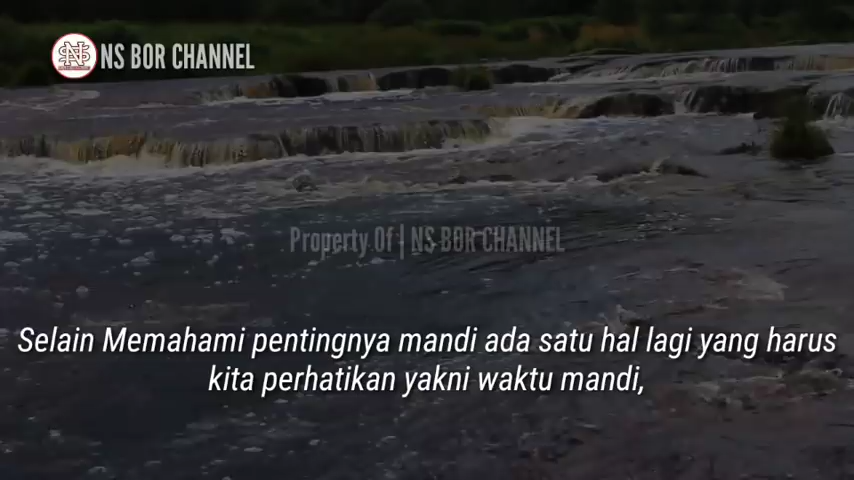 NS BOR CHANNEL
Property Of | NS BOR CHANNEL
Selain Memahami pentingnya mandi ada satu hal lagi yang harus
kita perhatikan yakni waktu mandi,